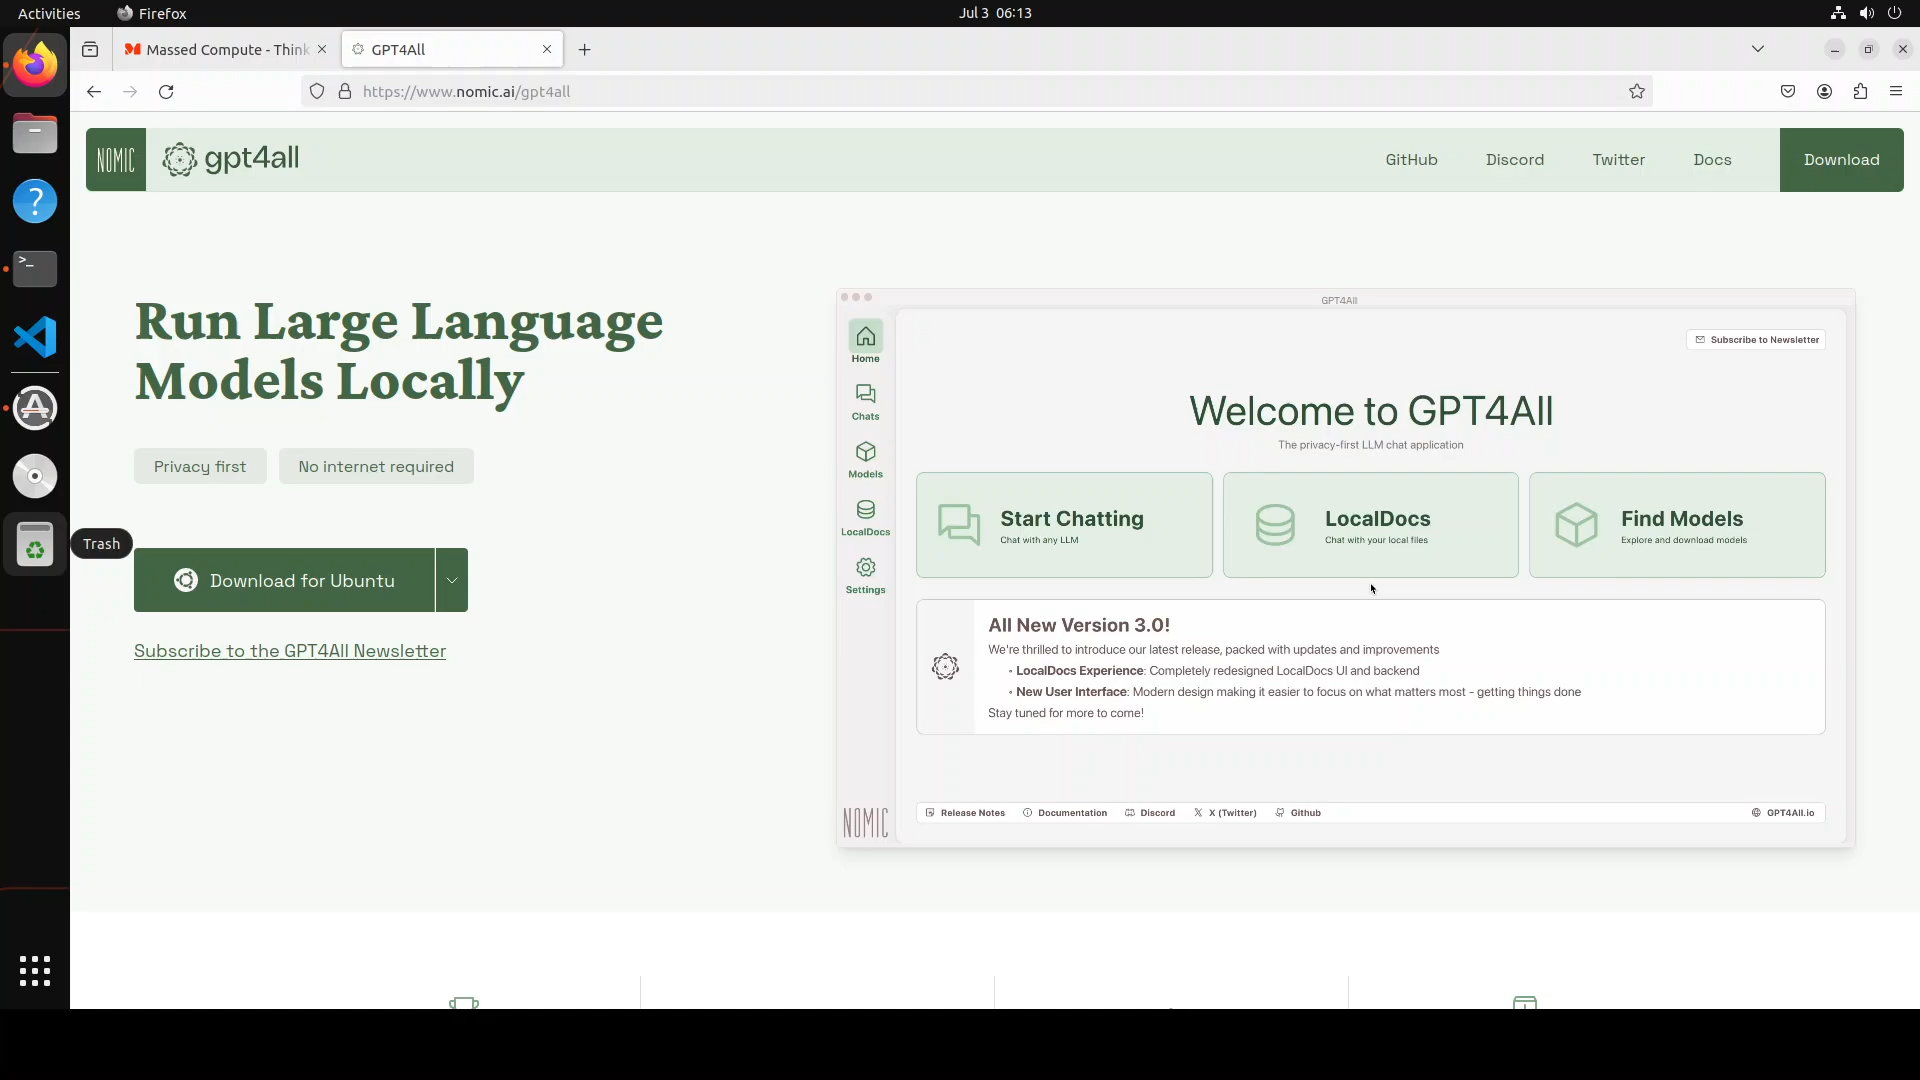 Activities
Firefox
Jul 3 06:13
Massed Compute - Think
GPT4All
https://www.nomic.ai/gpt4all
NOMIC
gpt4all
GitHub
Discord
Twitter
Docs
Download
Run Large Language
Models Locally
Privacy first
No internet required
Trash
Download for Ubuntu
Subscribe to the GPT4All Newsletter
GPT4All
Home
Chats
Models
LocalDocs
Settings
NOMIC
Subscribe to Newsletter
Welcome to GPT4All
The privacy-first LLM chat application
Start Chatting
Chat with any LLM
LocalDocs
Chat with your local files
Find Models
Explore and download models
All New Version 3.0!
We're thrilled to introduce our latest release, packed with updates and improvements
• LocalDocs Experience: Completely redesigned LocalDocs UI and backend
• New User Interface: Modern design making it easier to focus on what matters most - getting things done
Stay tuned for more to come!
Release Notes
Documentation
Discord
X (Twitter)
Github
GPT4All.io